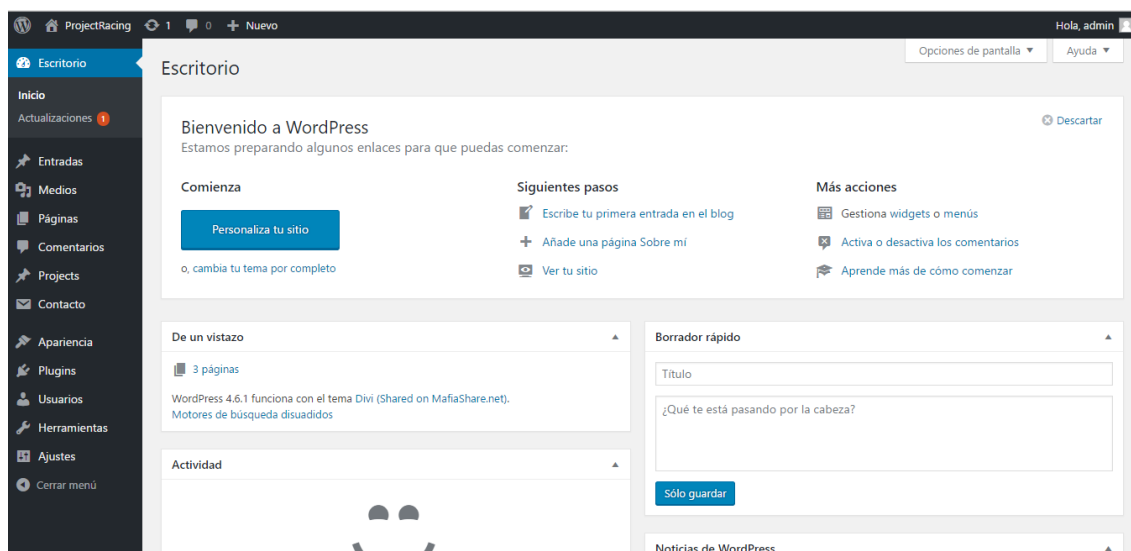 ProjectRacing 1 0 Nuevo Hola, admin
Escritorio
Inicio
Actualizaciones 1
Entradas
Medios
Páginas
Comentarios
Projects
Contacto
Apariencia
Plugins
Usuarios
Herramientas
Ajustes
Cerrar menú
Opciones de pantalla Ayuda
Escritorio
Bienvenido a WordPress
Descartar
Estamos preparando algunos enlaces para que puedas comenzar:
Comienza
Personaliza tu sitio
o, cambia tu tema por completo
Siguientes pasos
Escribe tu primera entrada en el blog
Añade una página Sobre mí
Ver tu sitio
Más acciones
Gestiona widgets o menús
Activa o desactiva los comentarios
Aprende más de cómo comenzar
De un vistazo
3 páginas
WordPress 4.6.1 funciona con el tema Divi (Shared on MafiaShare.net).
Motores de búsqueda disuadidos
Actividad
Borrador rápido
Título
¿Qué te está pasando por la cabeza?
Sólo guardar
Noticias de WordPress